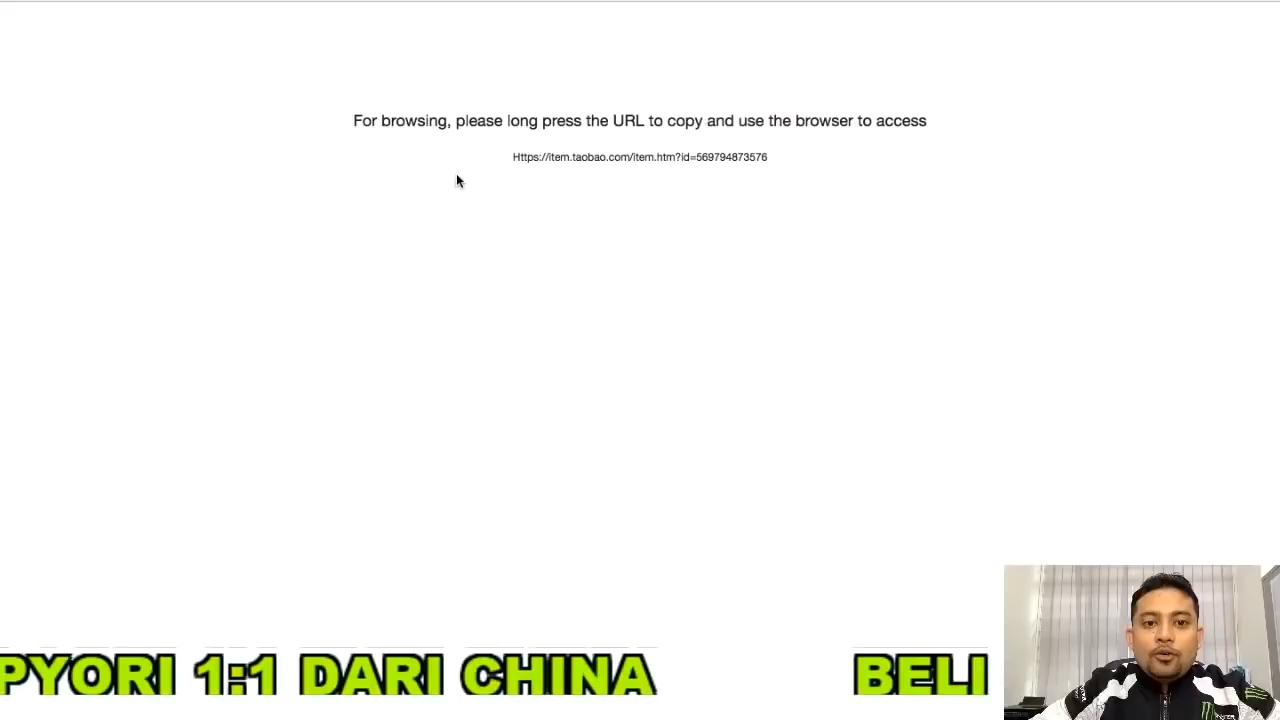 For browsing, please long press the URL to copy and use the browser to access
Https://item.taobao.com/item.htm?id=569794873576
PYORI 1:1 DARI CHINA BELI